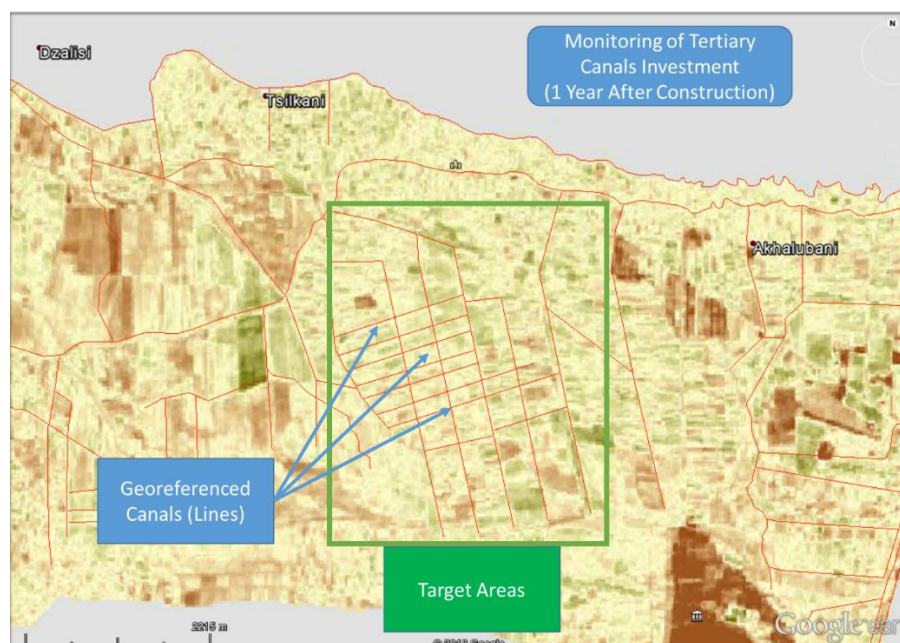 Dzalisi
Tsilkani
Monitoring of Tertiary
Canals Investment
(1 Year After Construction)
N
Akhalubani
Georeferenced
Canals (Lines)
Target Areas
2215 m
Google ear